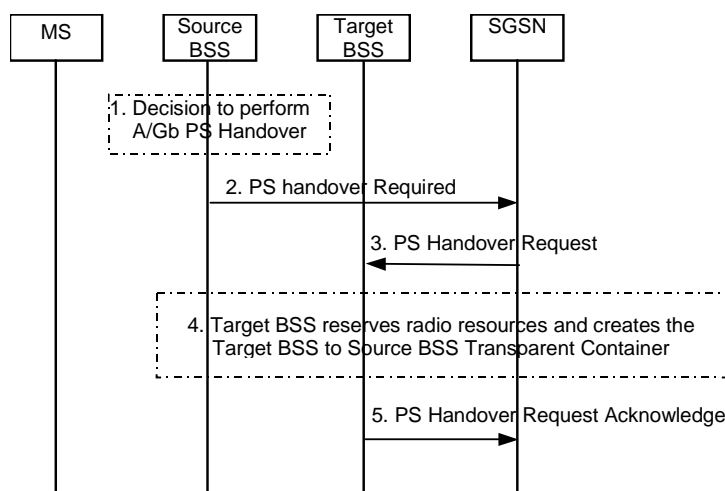 MS
Source
BSS
Target
BSS
SGSN
1. Decision to perform
A/Gb PS Handover
2. PS handover Required
3. PS Handover Request
4. Target BSS reserves radio resources and creates the
Target BSS to Source BSS Transparent Container
5. PS Handover Request Acknowledge